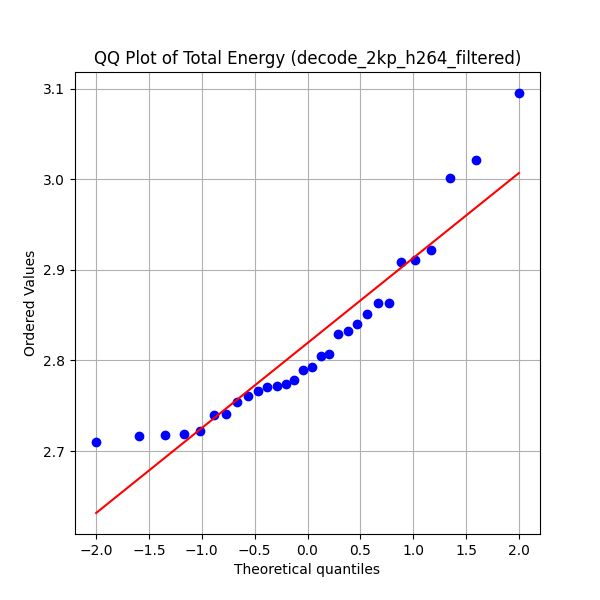 QQ Plot of Total Energy (decode_2kp_h264_filtered)
3.1
3.0
2.9
2.8
2.7
Ordered Values
−2.0 −1.5 −1.0 −0.5 0.0 0.5 1.0 1.5 2.0
Theoretical quantiles